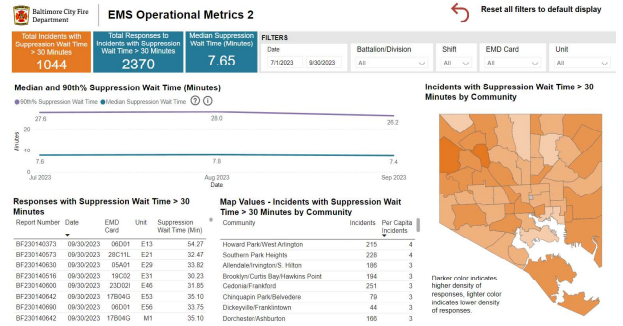 Baltimore City Fire
Department
EMS Operational Metrics 2
Reset all filters to default display
Total Incidents with
Suppression Wait Time
> 30 Minutes
1044
Total Responses to
Incidents with Suppression
Wait Time > 30 Minutes
2370
Median Suppression
Wait Time (Minutes)
7.65
FILTERS
Date
7/1/2023 9/30/2023
Battalion/Division
All
Shift
All
EMD Card
All
Unit
All
Median and 90th% Suppression Wait Time (Minutes)
90th% Suppression Wait Time Median Suppression Wait Time ? i
27.6 28.0 26.2
20
10
0
Minutes
7.6 7.8 7.4
Jul 2023 Aug 2023 Sep 2023
Date
Incidents with Suppression Wait Time > 30
Minutes by Community
Darker color indicates
higher density of
responses, lighter color
indicates lower density
of responses.
Responses with Suppression Wait Time > 30
Minutes
Report Number Date EMD Card Unit Suppression Wait Time (Min)
BF230140373 09/30/2023 06D01 E13 54.27
BF230140573 09/30/2023 28C11L E21 32.47
BF230140630 09/30/2023 05A01 E29 33.82
BF230140516 09/30/2023 19C02 E31 30.23
BF230140600 09/30/2023 23D02I E46 31.85
BF230140642 09/30/2023 17B04G E53 35.10
BF230140690 09/30/2023 06D01 E56 33.75
BF230140642 09/30/2023 17B04G M1 35.10
Map Values - Incidents with Suppression Wait
Time > 30 Minutes by Community
Community Incidents Per Capita Incidents
Howard Park/West Arlington 215 4
Southern Park Heights 226 4
Allendale/Irvington/S. Hilton 186 3
Brooklyn/Curtis Bay/Hawkins Point 194 3
Cedonia/Frankford 251 3
Chinquapin Park/Belvedere 79 3
Dickeyville/Franklintown 44 3
Dorchester/Ashburton 166 3